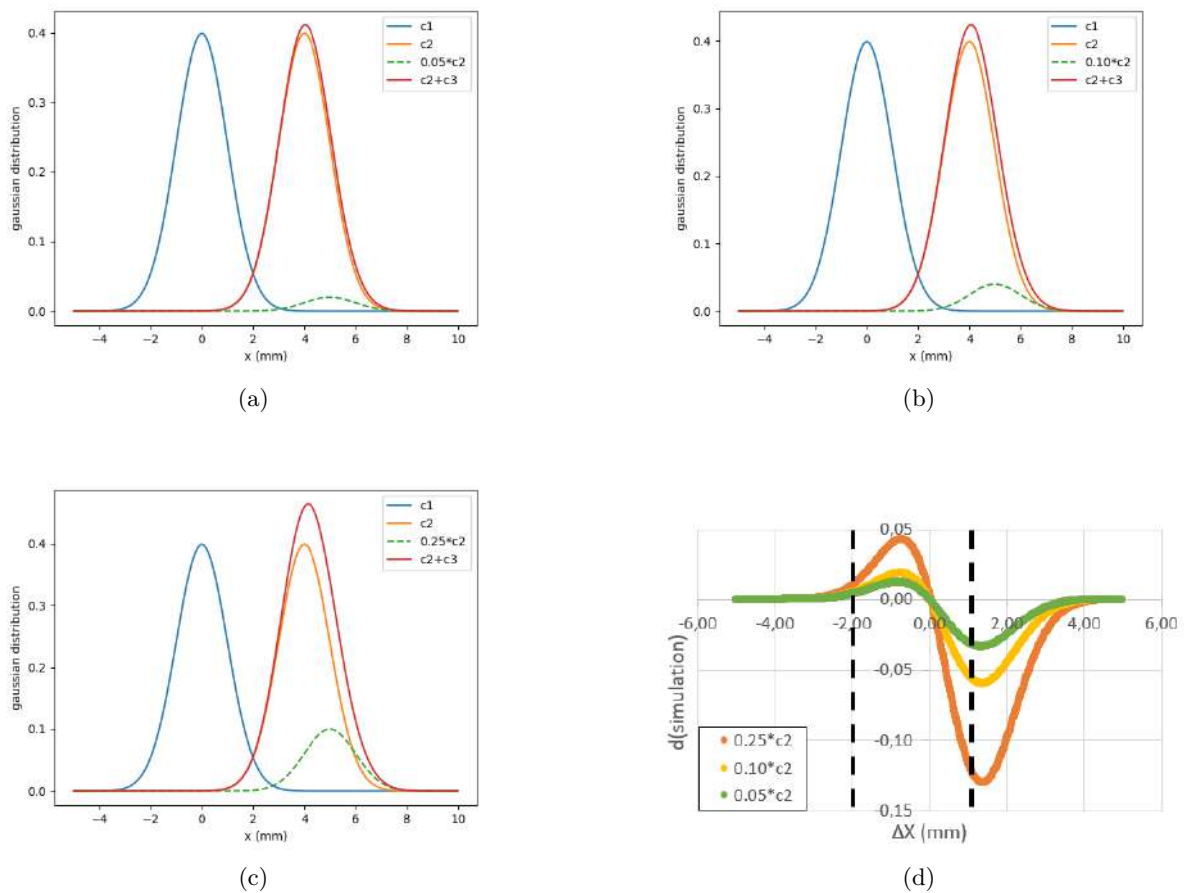 c1
c2
0.05*c2
c2+c3
gaussian distribution
0.4
0.3
0.2
0.1
0.0
−4 −2 0 2 4 6 8 10
x (mm)
(a)
c1
c2
0.10*c2
c2+c3
gaussian distribution
0.4
0.3
0.2
0.1
0.0
−4 −2 0 2 4 6 8 10
x (mm)
(b)
c1
c2
0.25*c2
c2+c3
gaussian distribution
0.4
0.3
0.2
0.1
0.0
−4 −2 0 2 4 6 8 10
x (mm)
(c)
0,05
0,00
-6,00 -4,00 -2,00 0,00 2,00 4,00 6,00
-0,05
-0,10
-0,15
d(simulation)
0.25*c2
0.10*c2
0.05*c2
ΔX (mm)
(d)